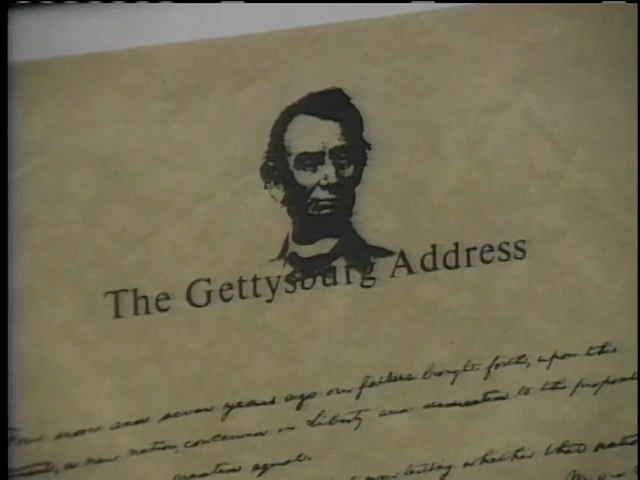 The Gettysburg Address
Four score and seven years ago our fathers brought forth, upon this
a new nation, conceived in Liberty and dedicated to the
created equal.
testing whether that